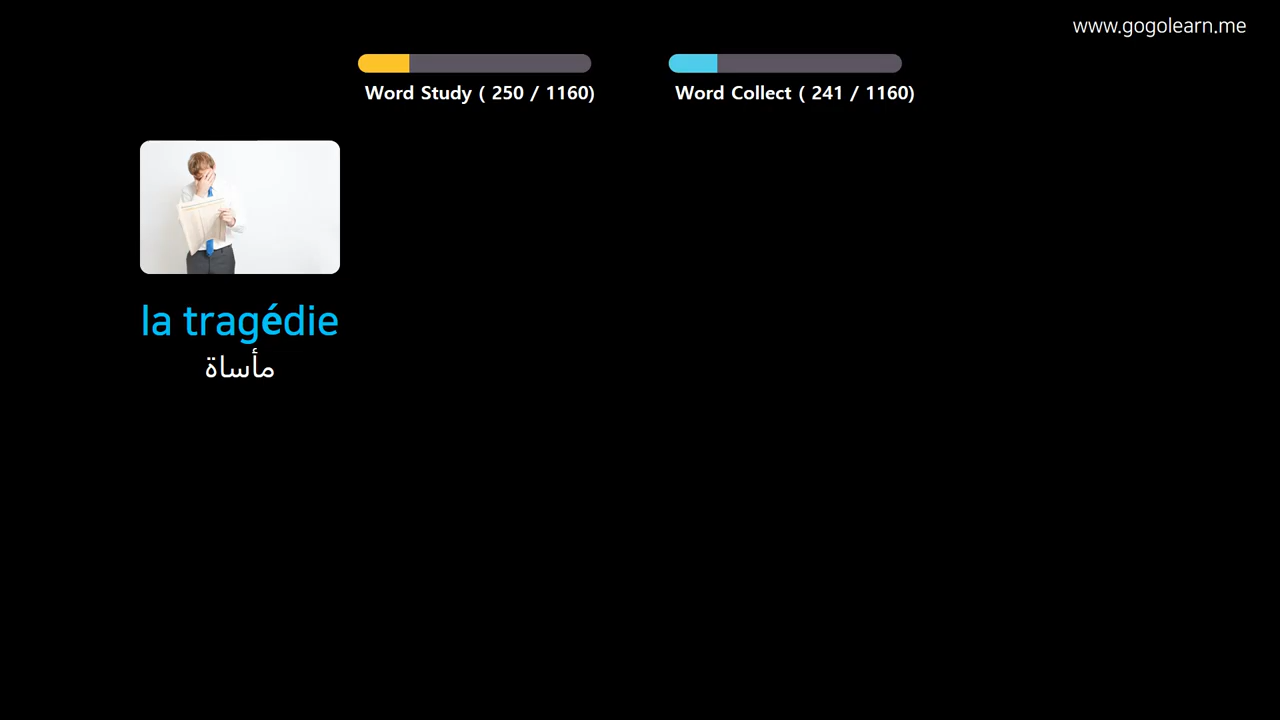 www.gogolearn.me
Word Study ( 250 / 1160)
Word Collect ( 241 / 1160)
la tragédie
مأساة